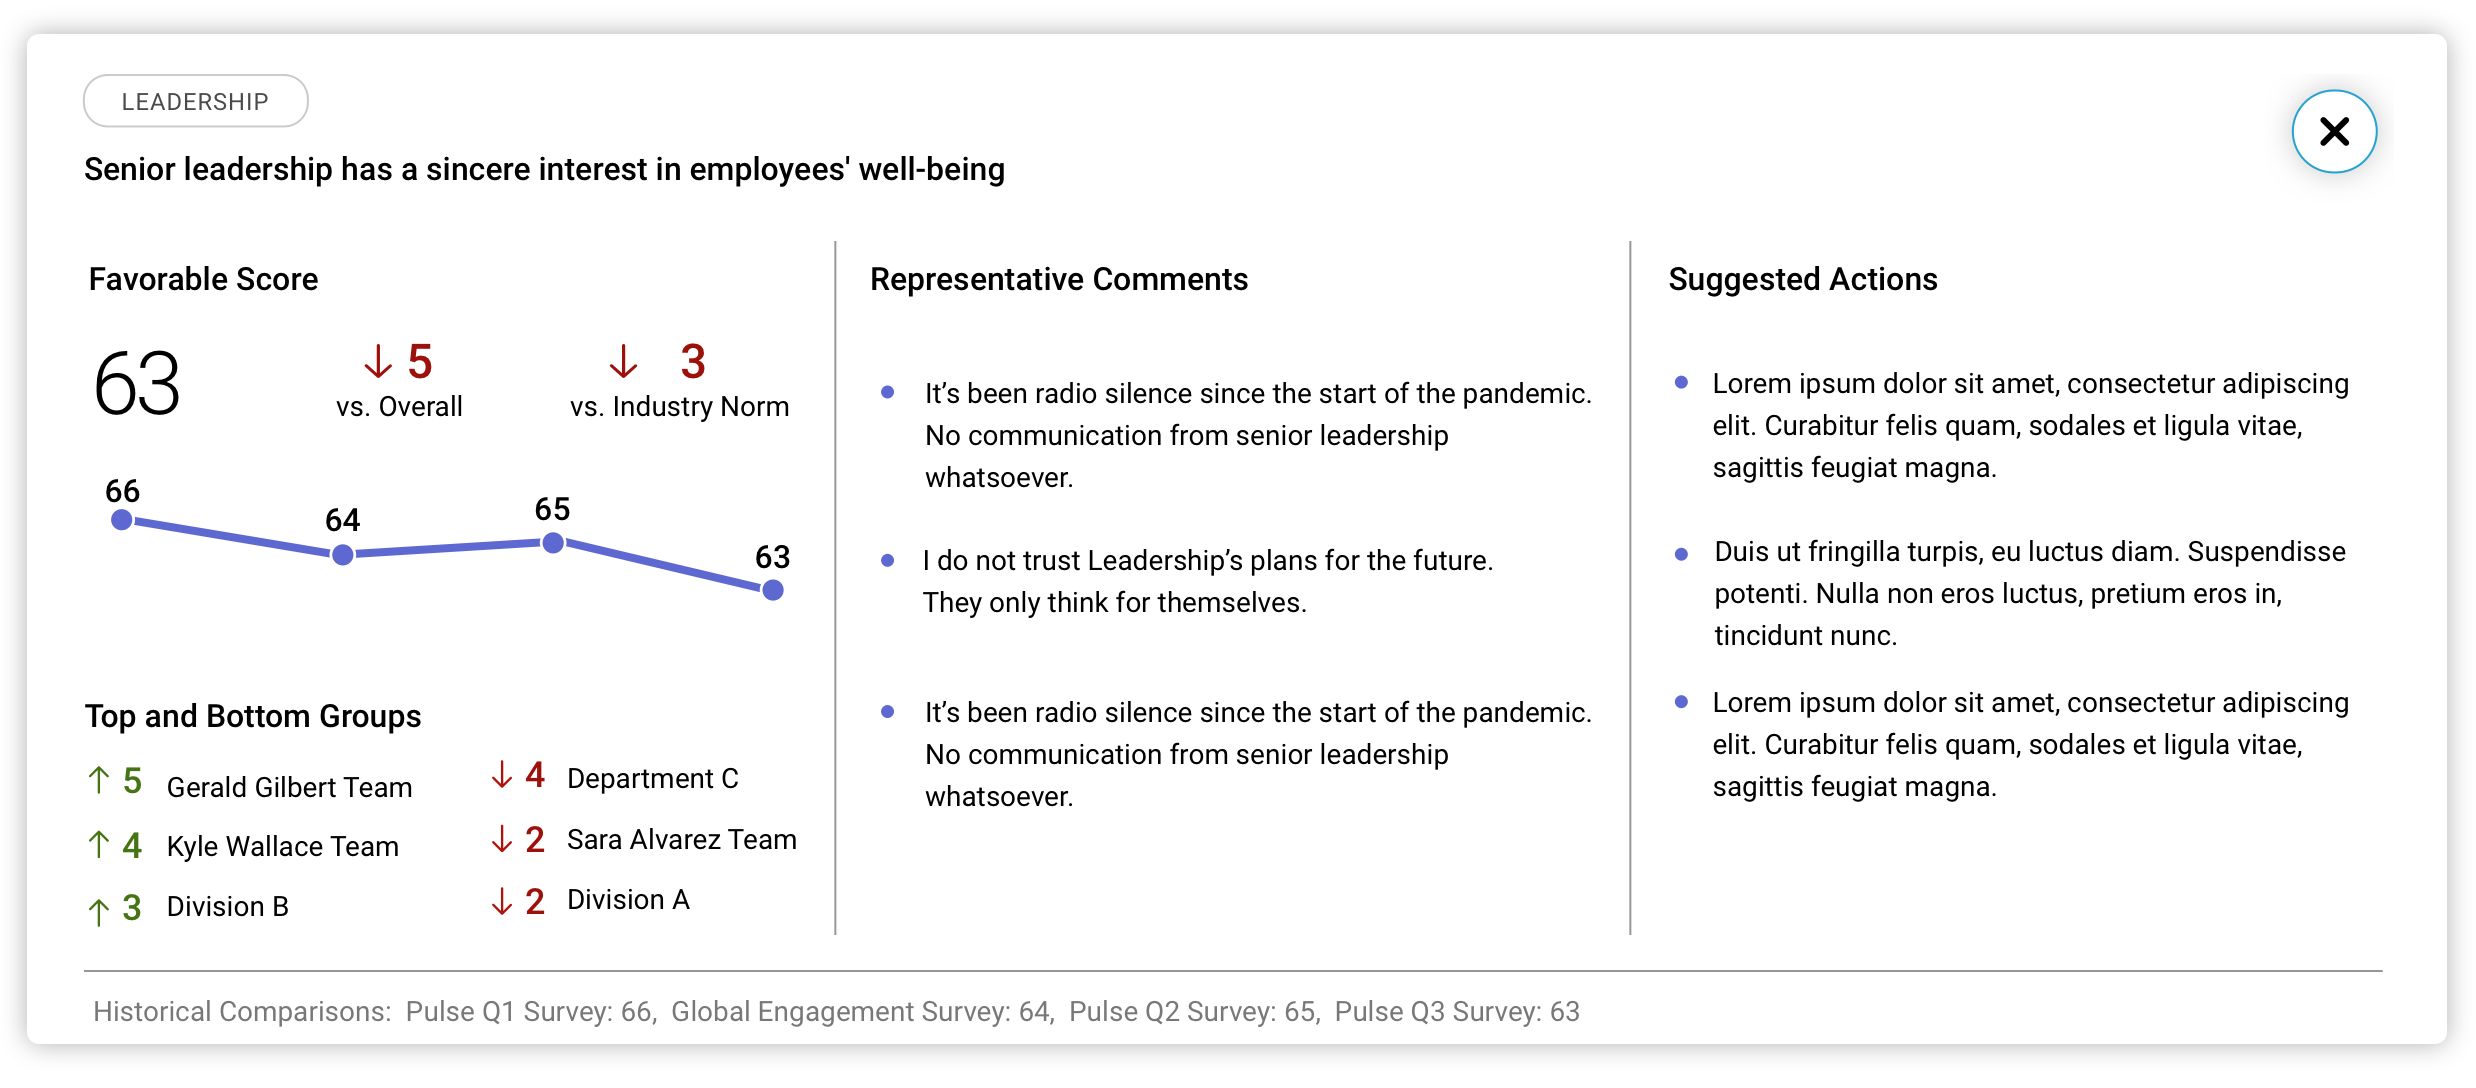 LEADERSHIP
Senior leadership has a sincere interest in employees' well-being
Favorable Score
63
↓ 5
vs. Overall
↓ 3
vs. Industry Norm
66
64
65
63
Top and Bottom Groups
↑ 5 Gerald Gilbert Team
↑ 4 Kyle Wallace Team
↑ 3 Division B
↓ 4 Department C
↓ 2 Sara Alvarez Team
↓ 2 Division A
Representative Comments
It’s been radio silence since the start of the pandemic.
No communication from senior leadership
whatsoever.
I do not trust Leadership’s plans for the future.
They only think for themselves.
It’s been radio silence since the start of the pandemic.
No communication from senior leadership
whatsoever.
Suggested Actions
Lorem ipsum dolor sit amet, consectetur adipiscing
elit. Curabitur felis quam, sodales et ligula vitae,
sagittis feugiat magna.
Duis ut fringilla turpis, eu luctus diam. Suspendisse
potenti. Nulla non eros luctus, pretium eros in,
tincidunt nunc.
Lorem ipsum dolor sit amet, consectetur adipiscing
elit. Curabitur felis quam, sodales et ligula vitae,
sagittis feugiat magna.
Historical Comparisons: Pulse Q1 Survey: 66, Global Engagement Survey: 64, Pulse Q2 Survey: 65, Pulse Q3 Survey: 63